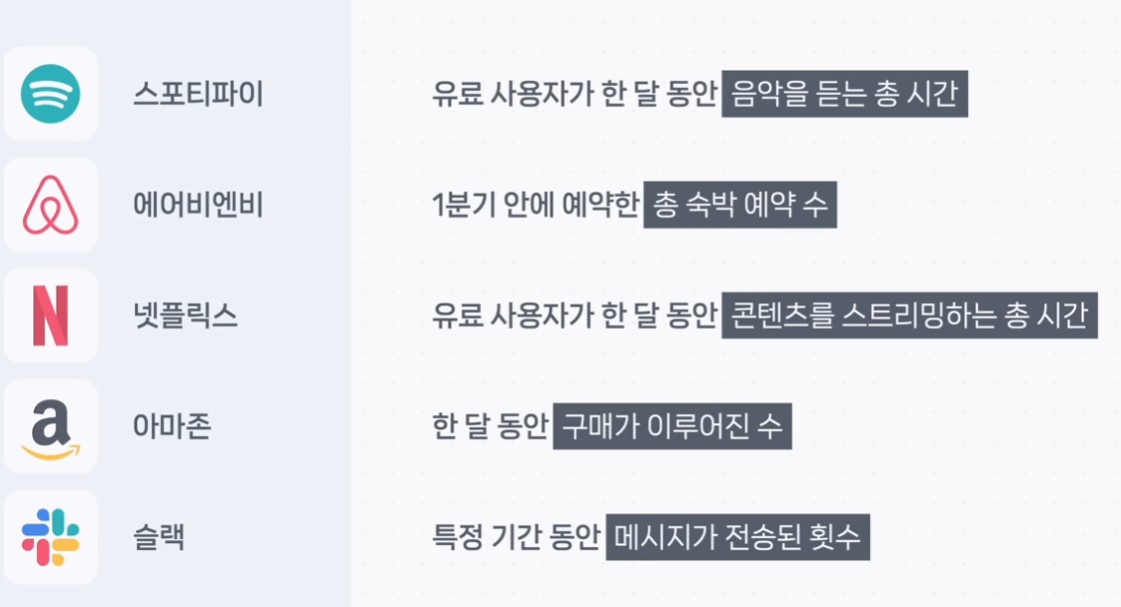 스포티파이 유료 사용자가 한 달 동안 음악을 듣는 총 시간
에어비엔비 1분기 안에 예약한 총 숙박 예약 수
넷플릭스 유료 사용자가 한 달 동안 콘텐츠를 스트리밍하는 총 시간
아마존 한 달 동안 구매가 이루어진 수
슬랙 특정 기간 동안 메시지가 전송된 횟수